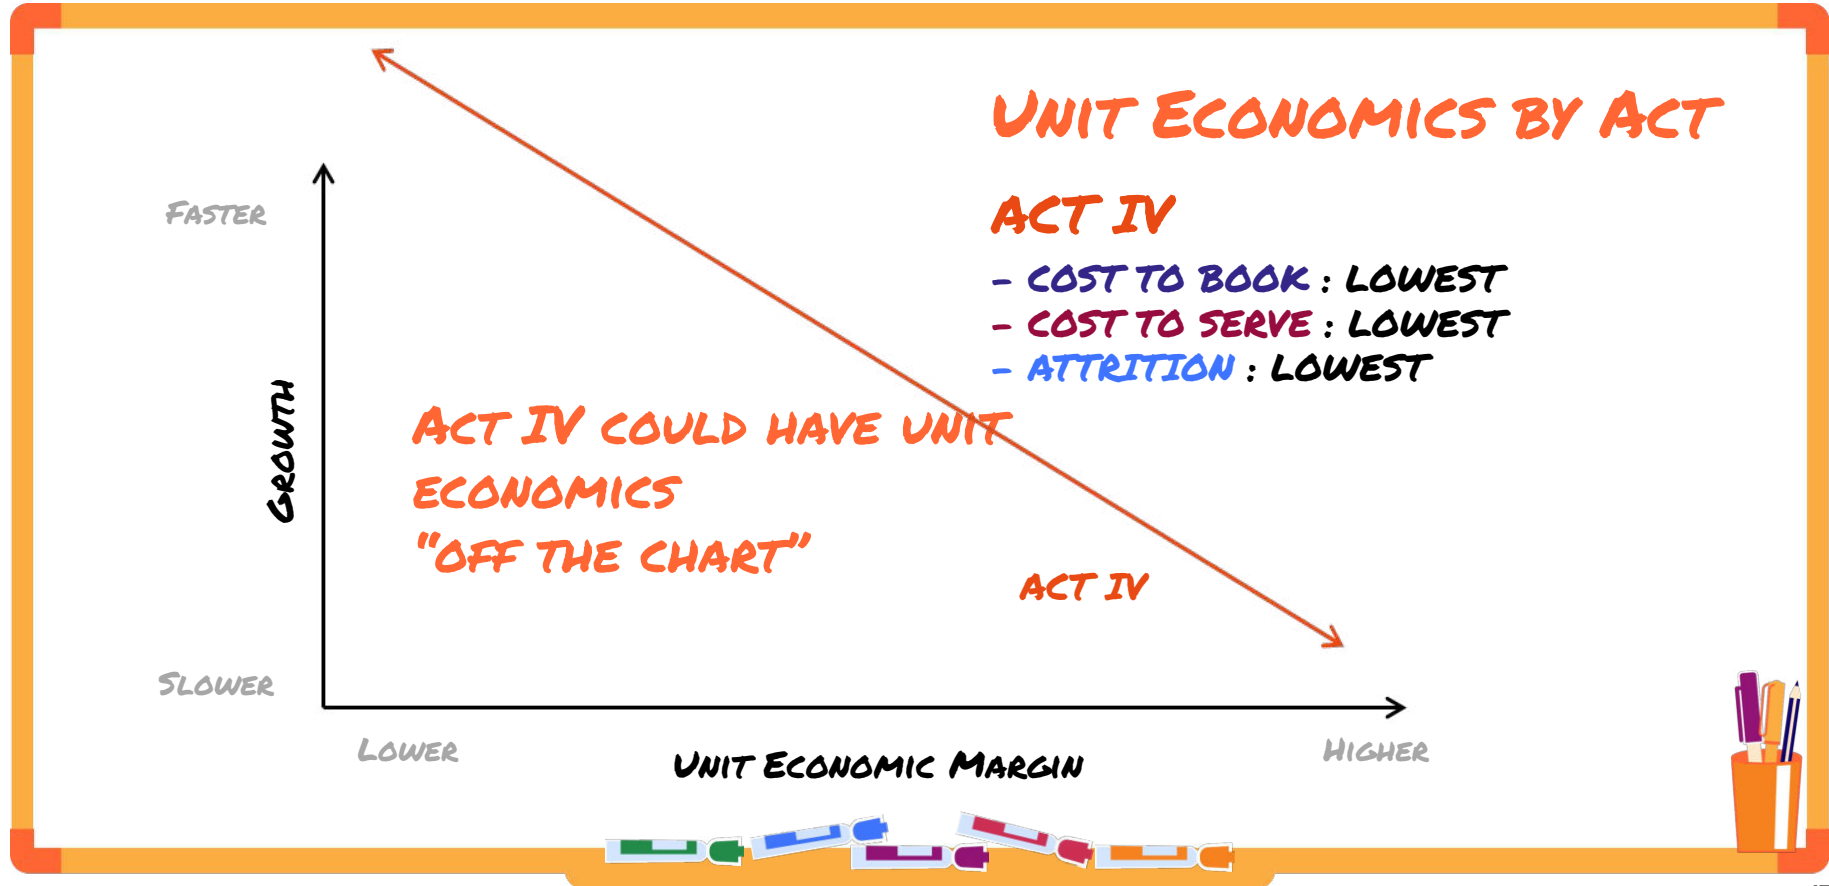 Unit Economics by Act
ACT IV
- COST TO BOOK : LOWEST
- COST TO SERVE : LOWEST
- ATTRITION : LOWEST
Faster
Growth
Slower
Act IV could have unit
economics
“off the chart”
ACT IV
Lower
Unit Economic Margin
Higher